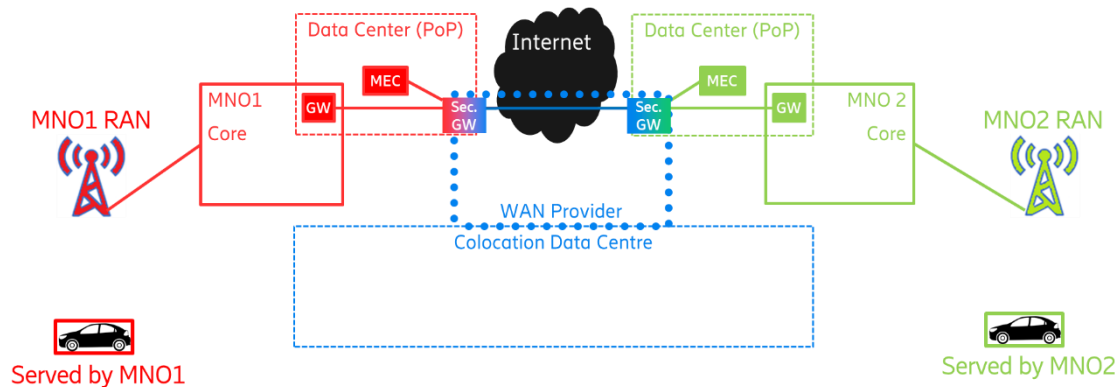 Data Center (PoP)
Internet
Data Center (PoP)
MEC
MEC
MNO1
Core
GW
Sec.
GW
Sec.
GW
GW
MNO 2
Core
MNO1 RAN
MNO2 RAN
WAN Provider
Colocation Data Centre
Served by MNO1
Served by MNO2